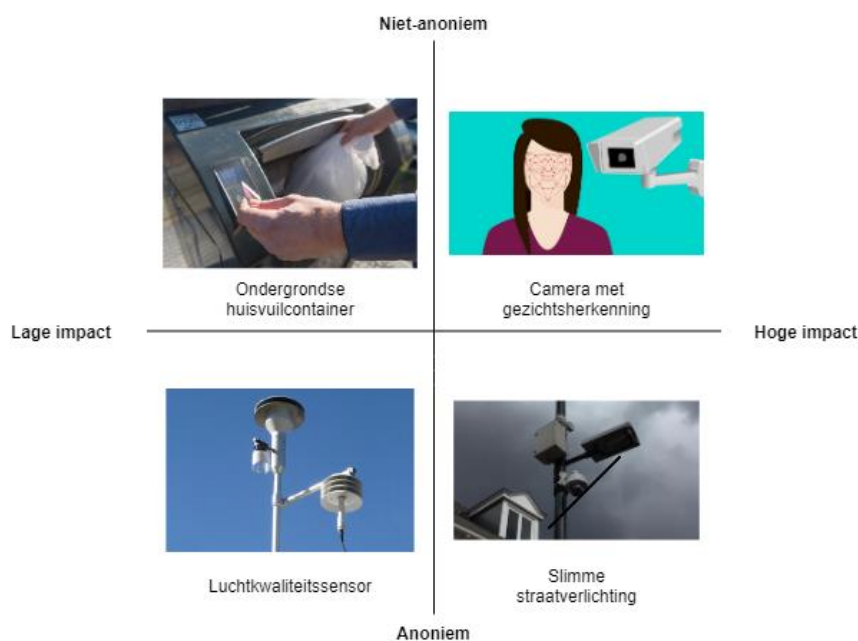 Niet-anoniem
Ondergrondse
huisvuilcontainer
Camera met
gezichtsherkenning
Lage impact
Hoge impact
Luchtkwaliteitssensor
Slimme
straatverlichting
Anoniem